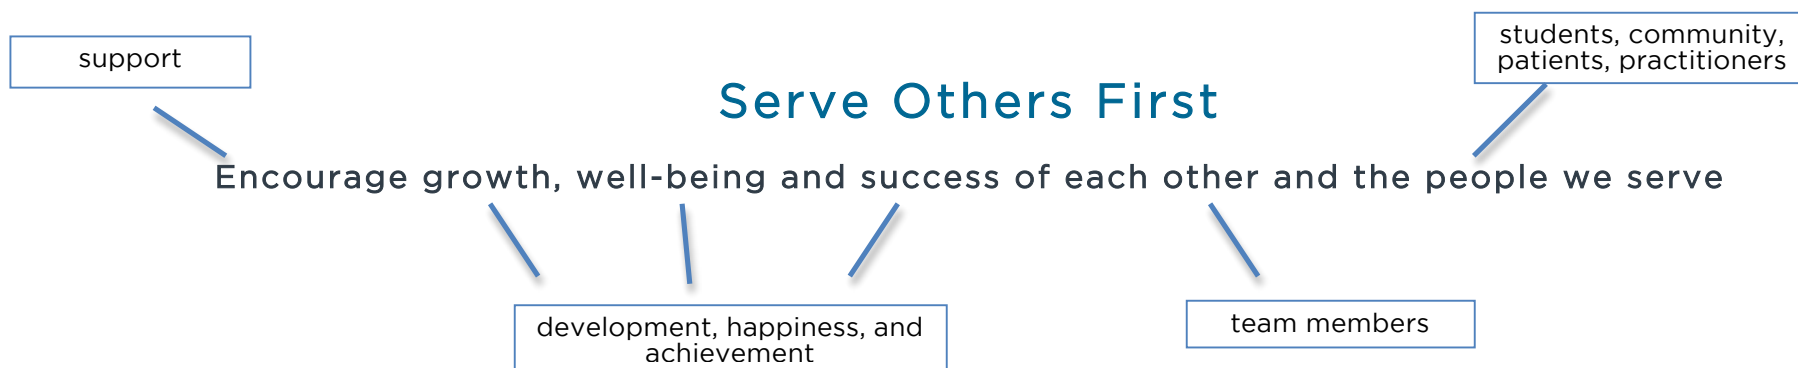 support
students, community,
patients, practitioners
Serve Others First
Encourage growth, well-being and success of each other and the people we serve
development, happiness, and
achievement
team members